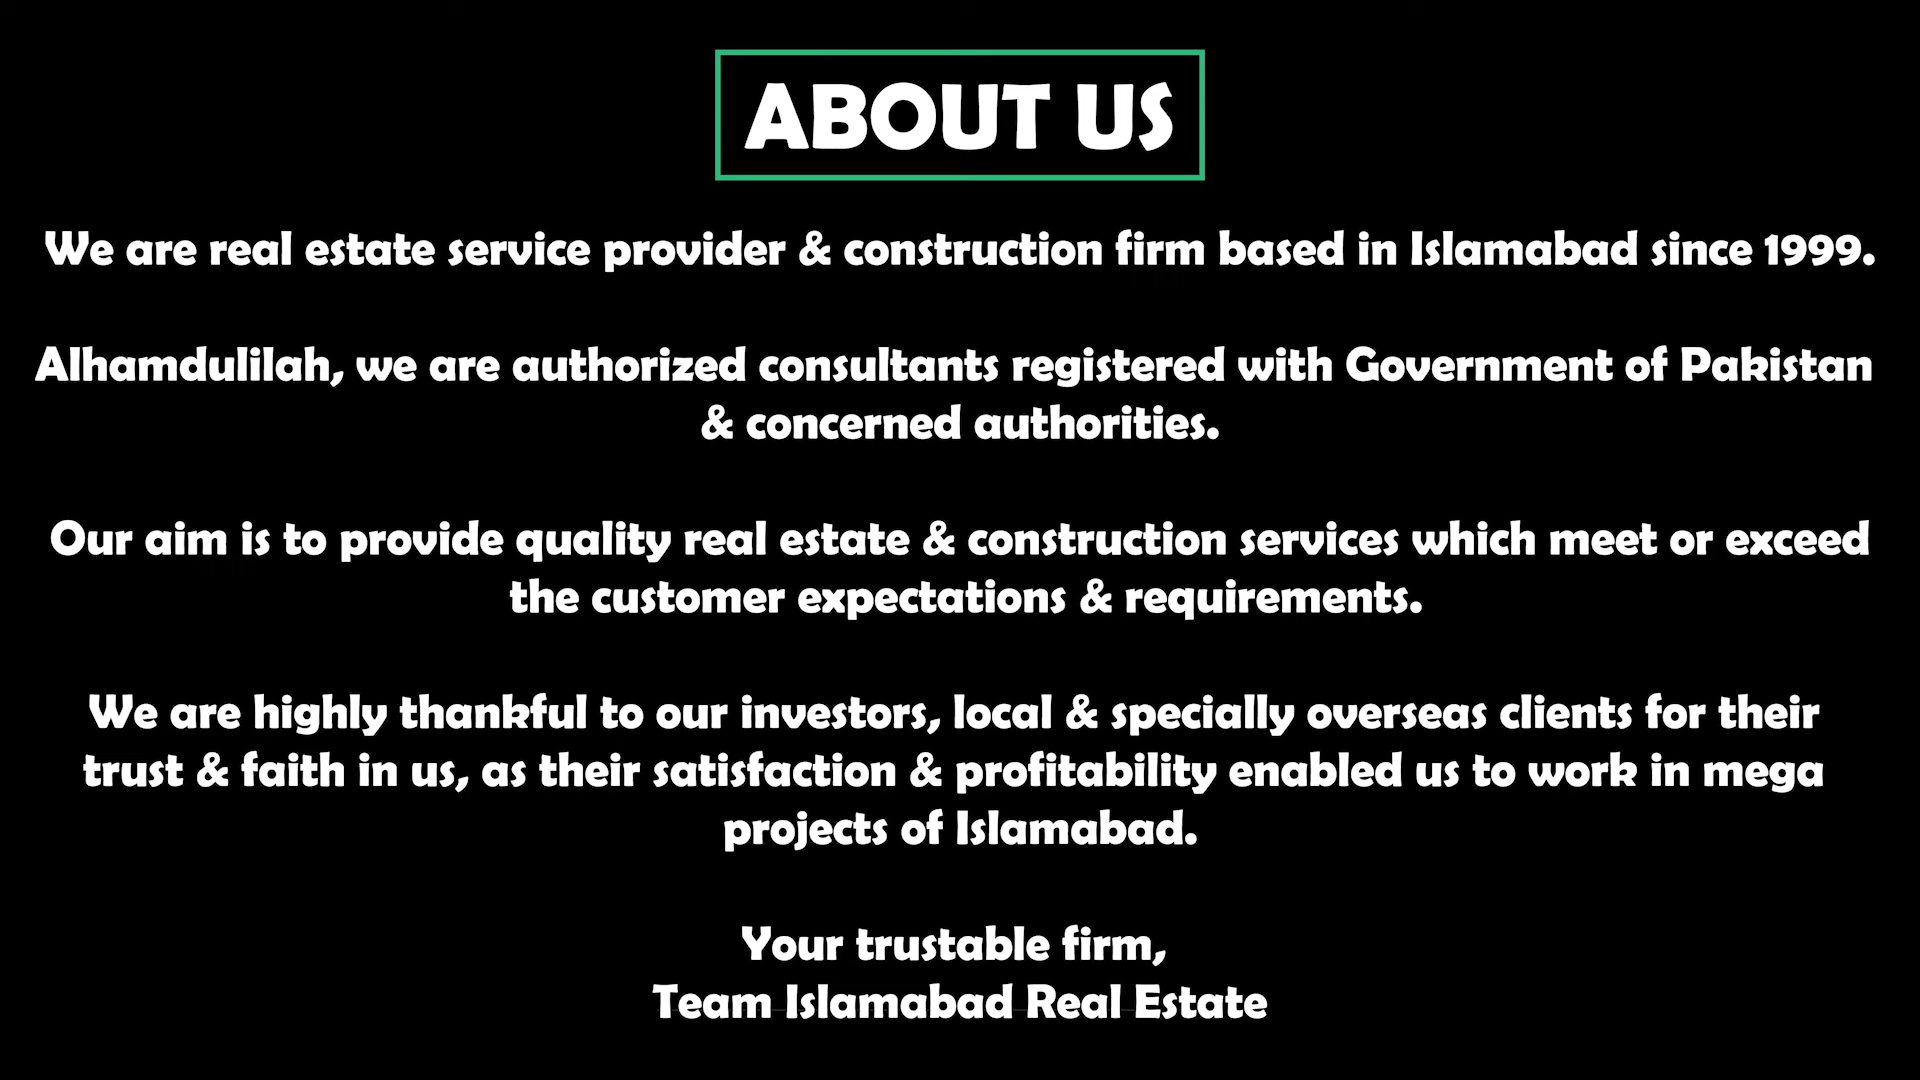 ABOUT US
We are real estate service provider & construction firm based in Islamabad since 1999.
Alhamdulilah, we are authorized consultants registered with Government of Pakistan
& concerned authorities.
Our aim is to provide quality real estate & construction services which meet or exceed
the customer expectations & requirements.
We are highly thankful to our investors, local & specially overseas clients for their
trust & faith in us, as their satisfaction & profitability enabled us to work in mega
projects of Islamabad.
Your trustable firm,
Team Islamabad Real Estate